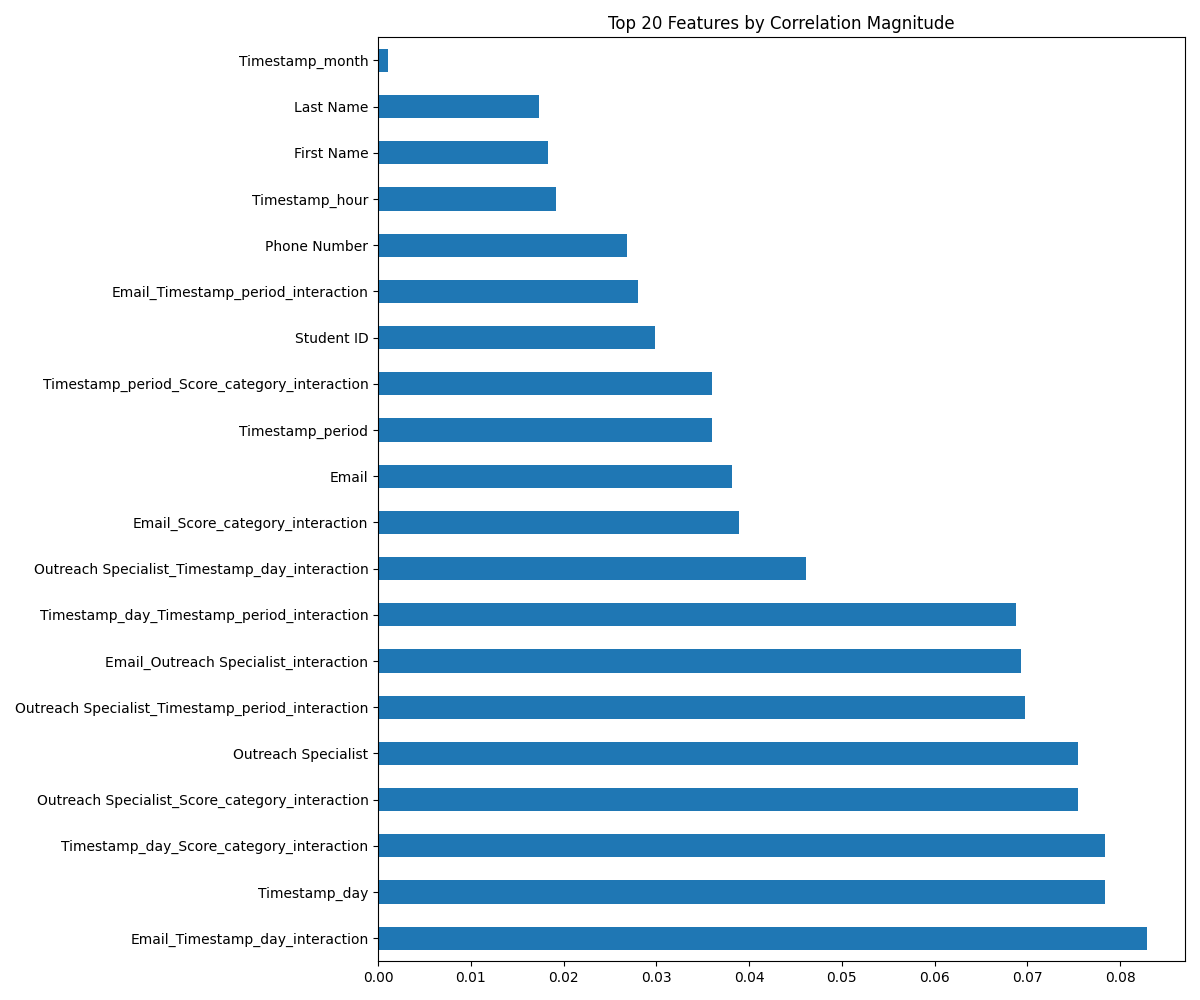 Top 20 Features by Correlation Magnitude
Timestamp_month
Last Name
First Name
Timestamp_hour
Phone Number
Email_Timestamp_period_interaction
Student ID
Timestamp_period_Score_category_interaction
Timestamp_period
Email
Email_Score_category_interaction
Outreach Specialist_Timestamp_day_interaction
Timestamp_day_Timestamp_period_interaction
Email_Outreach Specialist_interaction
Outreach Specialist_Timestamp_period_interaction
Outreach Specialist
Outreach Specialist_Score_category_interaction
Timestamp_day_Score_category_interaction
Timestamp_day
Email_Timestamp_day_interaction
0.00 0.01 0.02 0.03 0.04 0.05 0.06 0.07 0.08